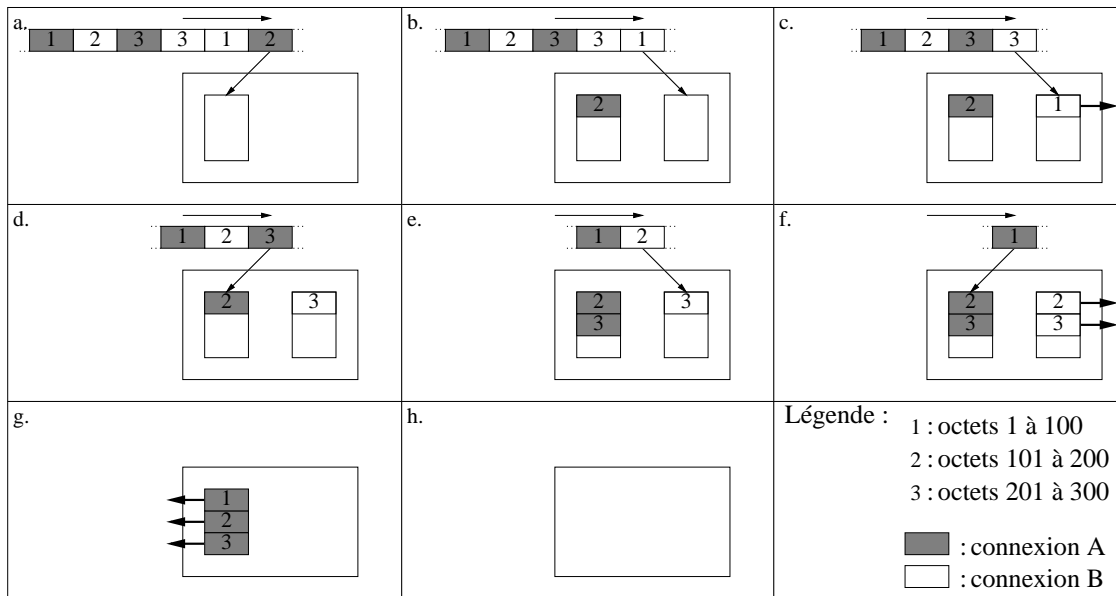 a.
1 2 3 3 1 2
b.
1 2 3 3 1
2
c.
1 2 3 3
2 1
d.
1 2 3
2 3
e.
1 2
2 3
3
f.
1
2 2
3 3
g.
1
2
3
h.
Légende :
1 : octets 1 à 100
2 : octets 101 à 200
3 : octets 201 à 300
: connexion A
: connexion B